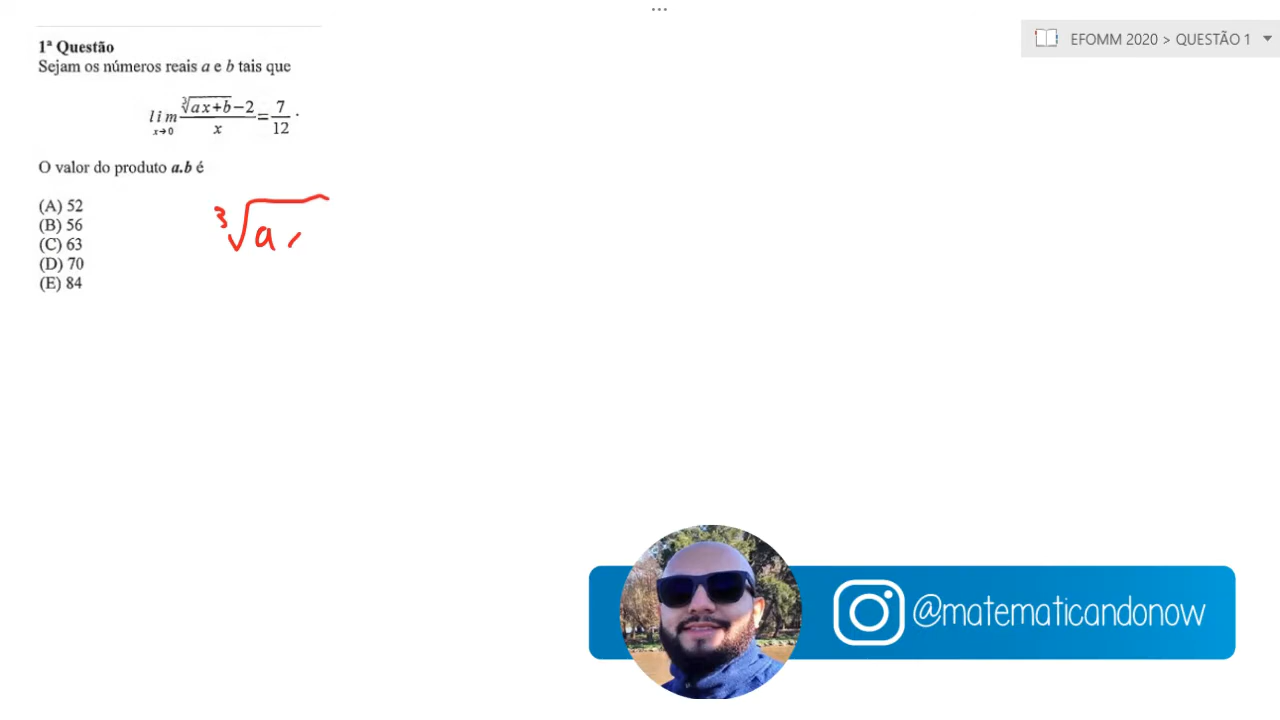 ...
EFOMM 2020 > QUESTÃO 1
1ª Questão
Sejam os números reais a e b tais que
lim x→0 ∛(ax+b)−2 / x = 7/12 .
O valor do produto a.b é
(A) 52
(B) 56
(C) 63
(D) 70
(E) 84
3√a
@matematicandonow